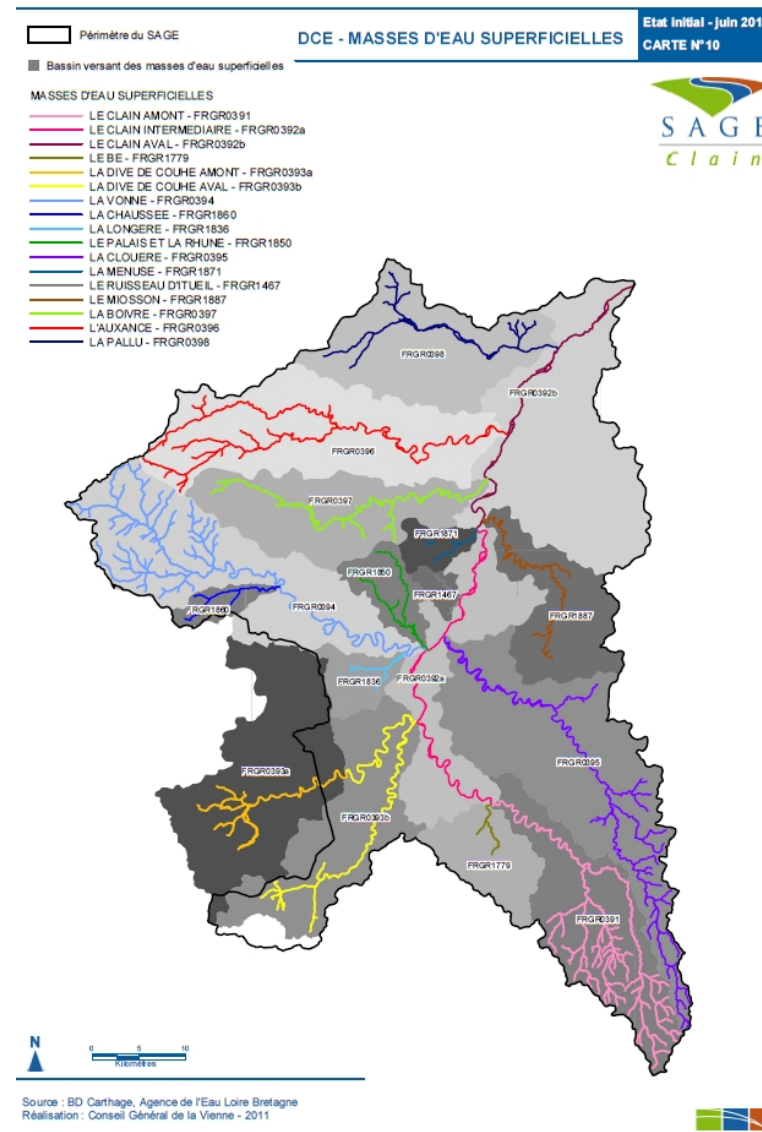 Périmètre du SAGE
DCE - MASSES D'EAU SUPERFICIELLES
Etat initial - juin 201
CARTE N°10
Bassin versant des masses d'eau superficielles
SAGE
Clain
MASSES D'EAU SUPERFICIELLES
LE CLAIN AMONT - FRGR0391
LE CLAIN INTERMEDIAIRE - FRGR0392a
LE CLAIN AVAL - FRGR0392b
LE BE - FRGR1779
LA DIVE DE COUHE AMONT - FRGR0393a
LA DIVE DE COUHE AVAL - FRGR0393b
LA VONNE - FRGR0394
LA CHAUSSEE - FRGR1860
LA LONGERE - FRGR1836
LE PALAIS ET LA RHUNE - FRGR1850
LA CLOUERE - FRGR0395
LA MENUSE - FRGR1871
LE RUISSEAU D'ITUEIL - FRGR1467
LE MIOSSON - FRGR1887
LA BOIVRE - FRGR0397
L'AUXANCE - FRGR0396
LA PALLU - FRGR0398
FRGR0398
FRGR0392b
FRGR0396
FRGR0397
FRGR1871
FRGR1850
FRGR1467
FRGR1860
FRGR0394
FRGR1887
FRGR1836
FRGR0392a
FRGR0395
FRGR0393a
FRGR0393b
FRGR1779
FRGR0391
N
0 5 10
Kilomètres
Source : BD Carthage, Agence de l'Eau Loire Bretagne
Réalisation : Conseil Général de la Vienne - 2011